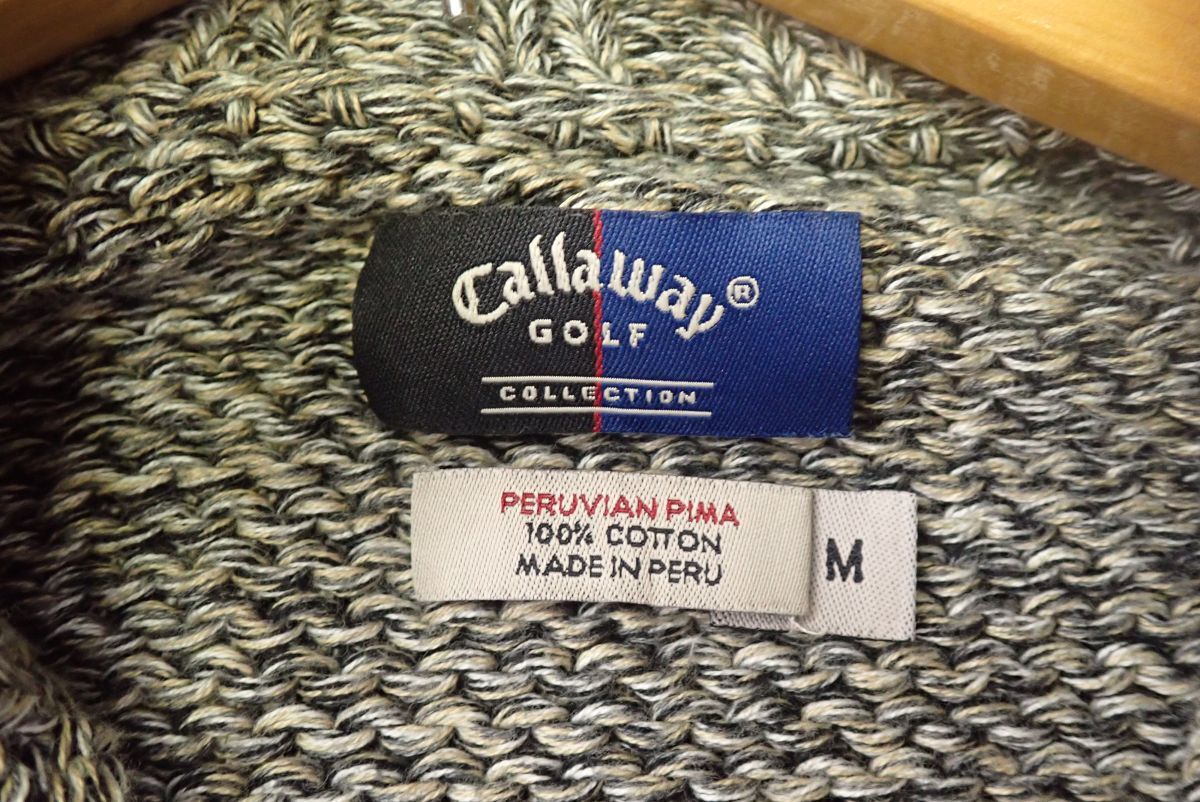 Callaway®
GOLF
COLLECTION
PERUVIAN PIMA
100% COTTON
MADE IN PERU
M